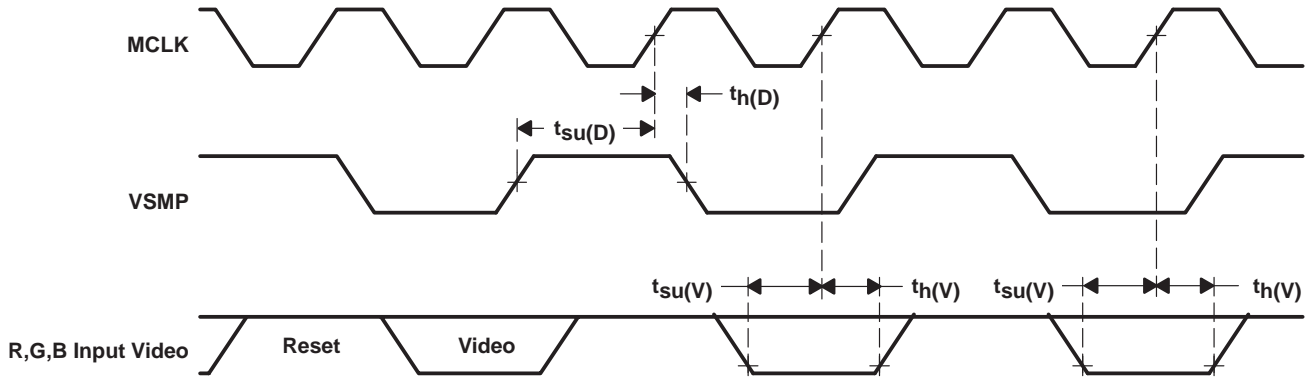 MCLK
th(D)
tsu(D)
VSMP
tsu(V) th(V) tsu(V) th(V)
R,G,B Input Video Reset Video